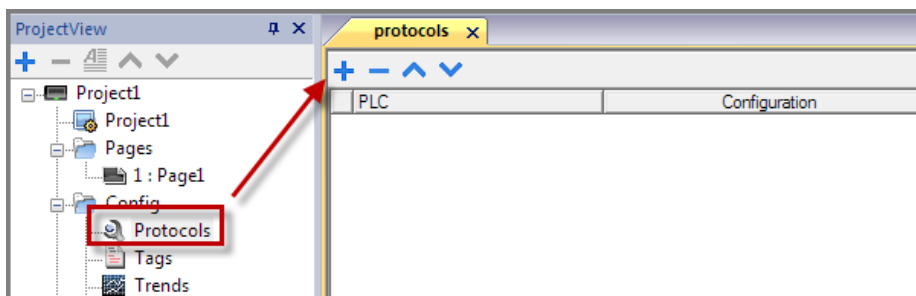 ProjectView
Project1
Project1
Pages
1 : Page1
Config
Protocols
Tags
Trends
protocols
PLC Configuration